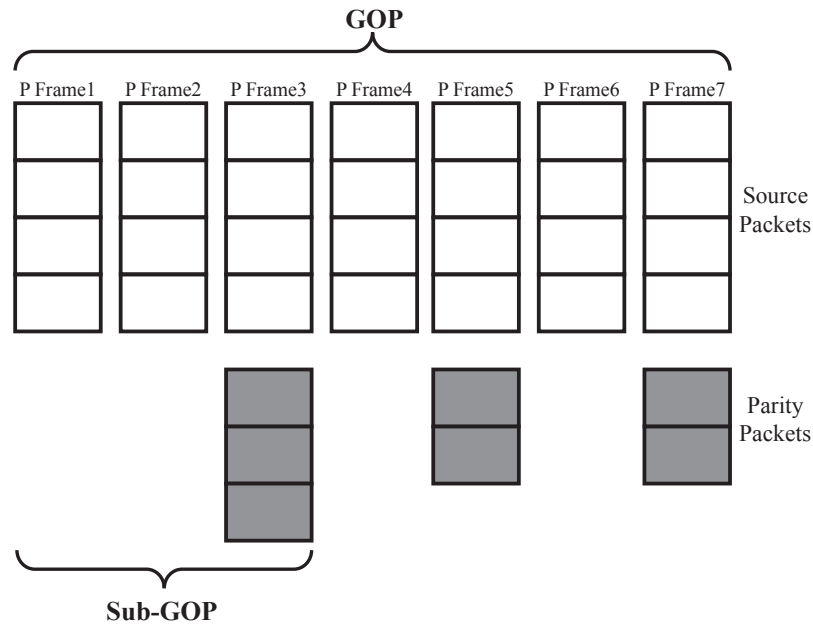 GOP
P Frame1 P Frame2 P Frame3 P Frame4 P Frame5 P Frame6 P Frame7
Source
Packets
Parity
Packets
Sub-GOP